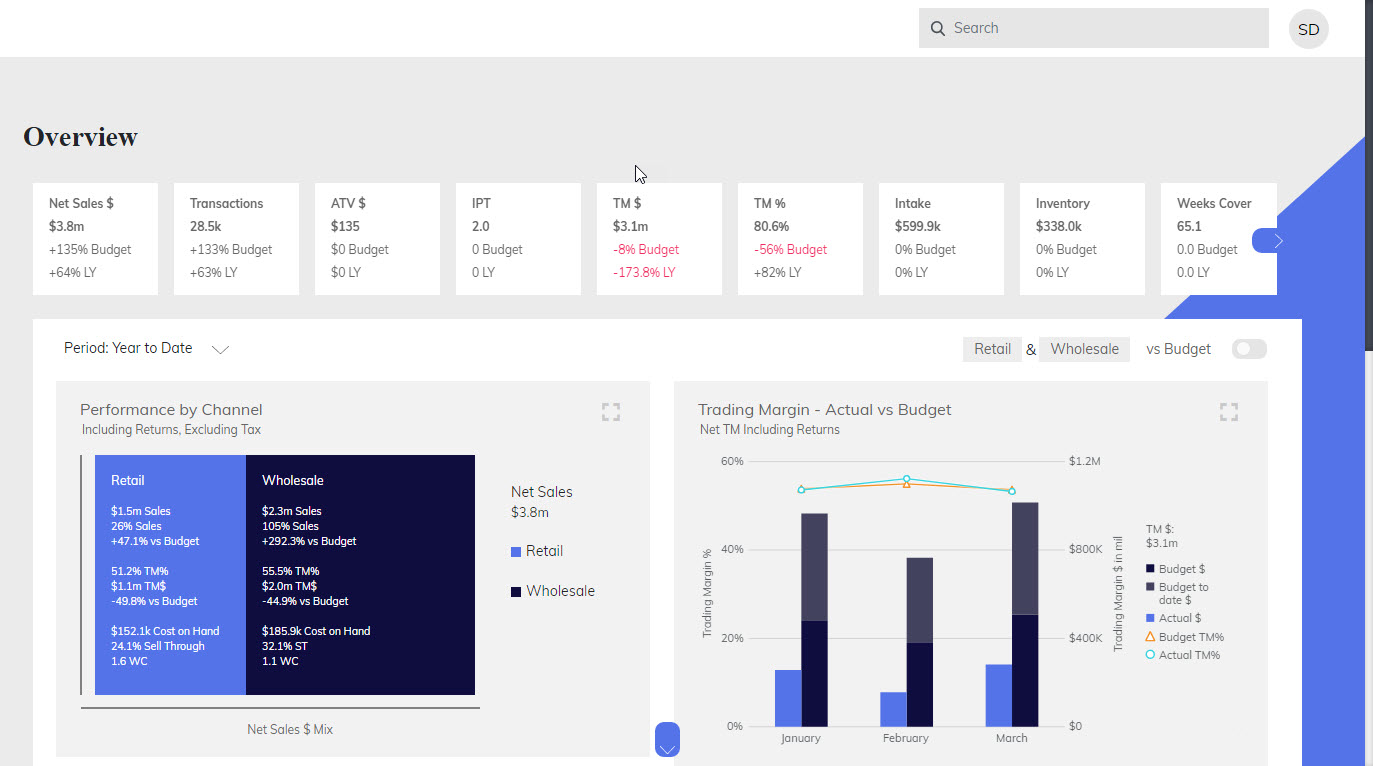 Search
SD
Overview
Net Sales $
$3.8m
+135% Budget
+64% LY
Transactions
28.5k
+133% Budget
+63% LY
ATV $
$135
$0 Budget
$0 LY
IPT
2.0
0 Budget
0 LY
TM $
$3.1m
-8% Budget
-173.8% LY
TM %
80.6%
-56% Budget
+82% LY
Intake
$599.9k
0% Budget
0% LY
Inventory
$338.0k
0% Budget
0% LY
Weeks Cover
65.1
0.0 Budget
0.0 LY
Period: Year to Date
Retail & Wholesale vs Budget
Performance by Channel
Including Returns, Excluding Tax
Retail
$1.5m Sales
26% Sales
+47.1% vs Budget
51.2% TM%
$1.1m TM$
-49.8% vs Budget
$152.1k Cost on Hand
24.1% Sell Through
1.6 WC
Wholesale
$2.3m Sales
105% Sales
+292.3% vs Budget
55.5% TM%
$2.0m TM$
-44.9% vs Budget
$185.9k Cost on Hand
32.1% ST
1.1 WC
Net Sales
$3.8m
Retail
Wholesale
Net Sales $ Mix
Trading Margin - Actual vs Budget
Net TM Including Returns
Trading Margin %
60%
40%
20%
0%
January
February
March
$1.2M
$800K
$400K
$0
Trading Margin $ in mil
TM $:
$3.1m
Budget $
Budget to
date $
Actual $
Budget TM%
Actual TM%